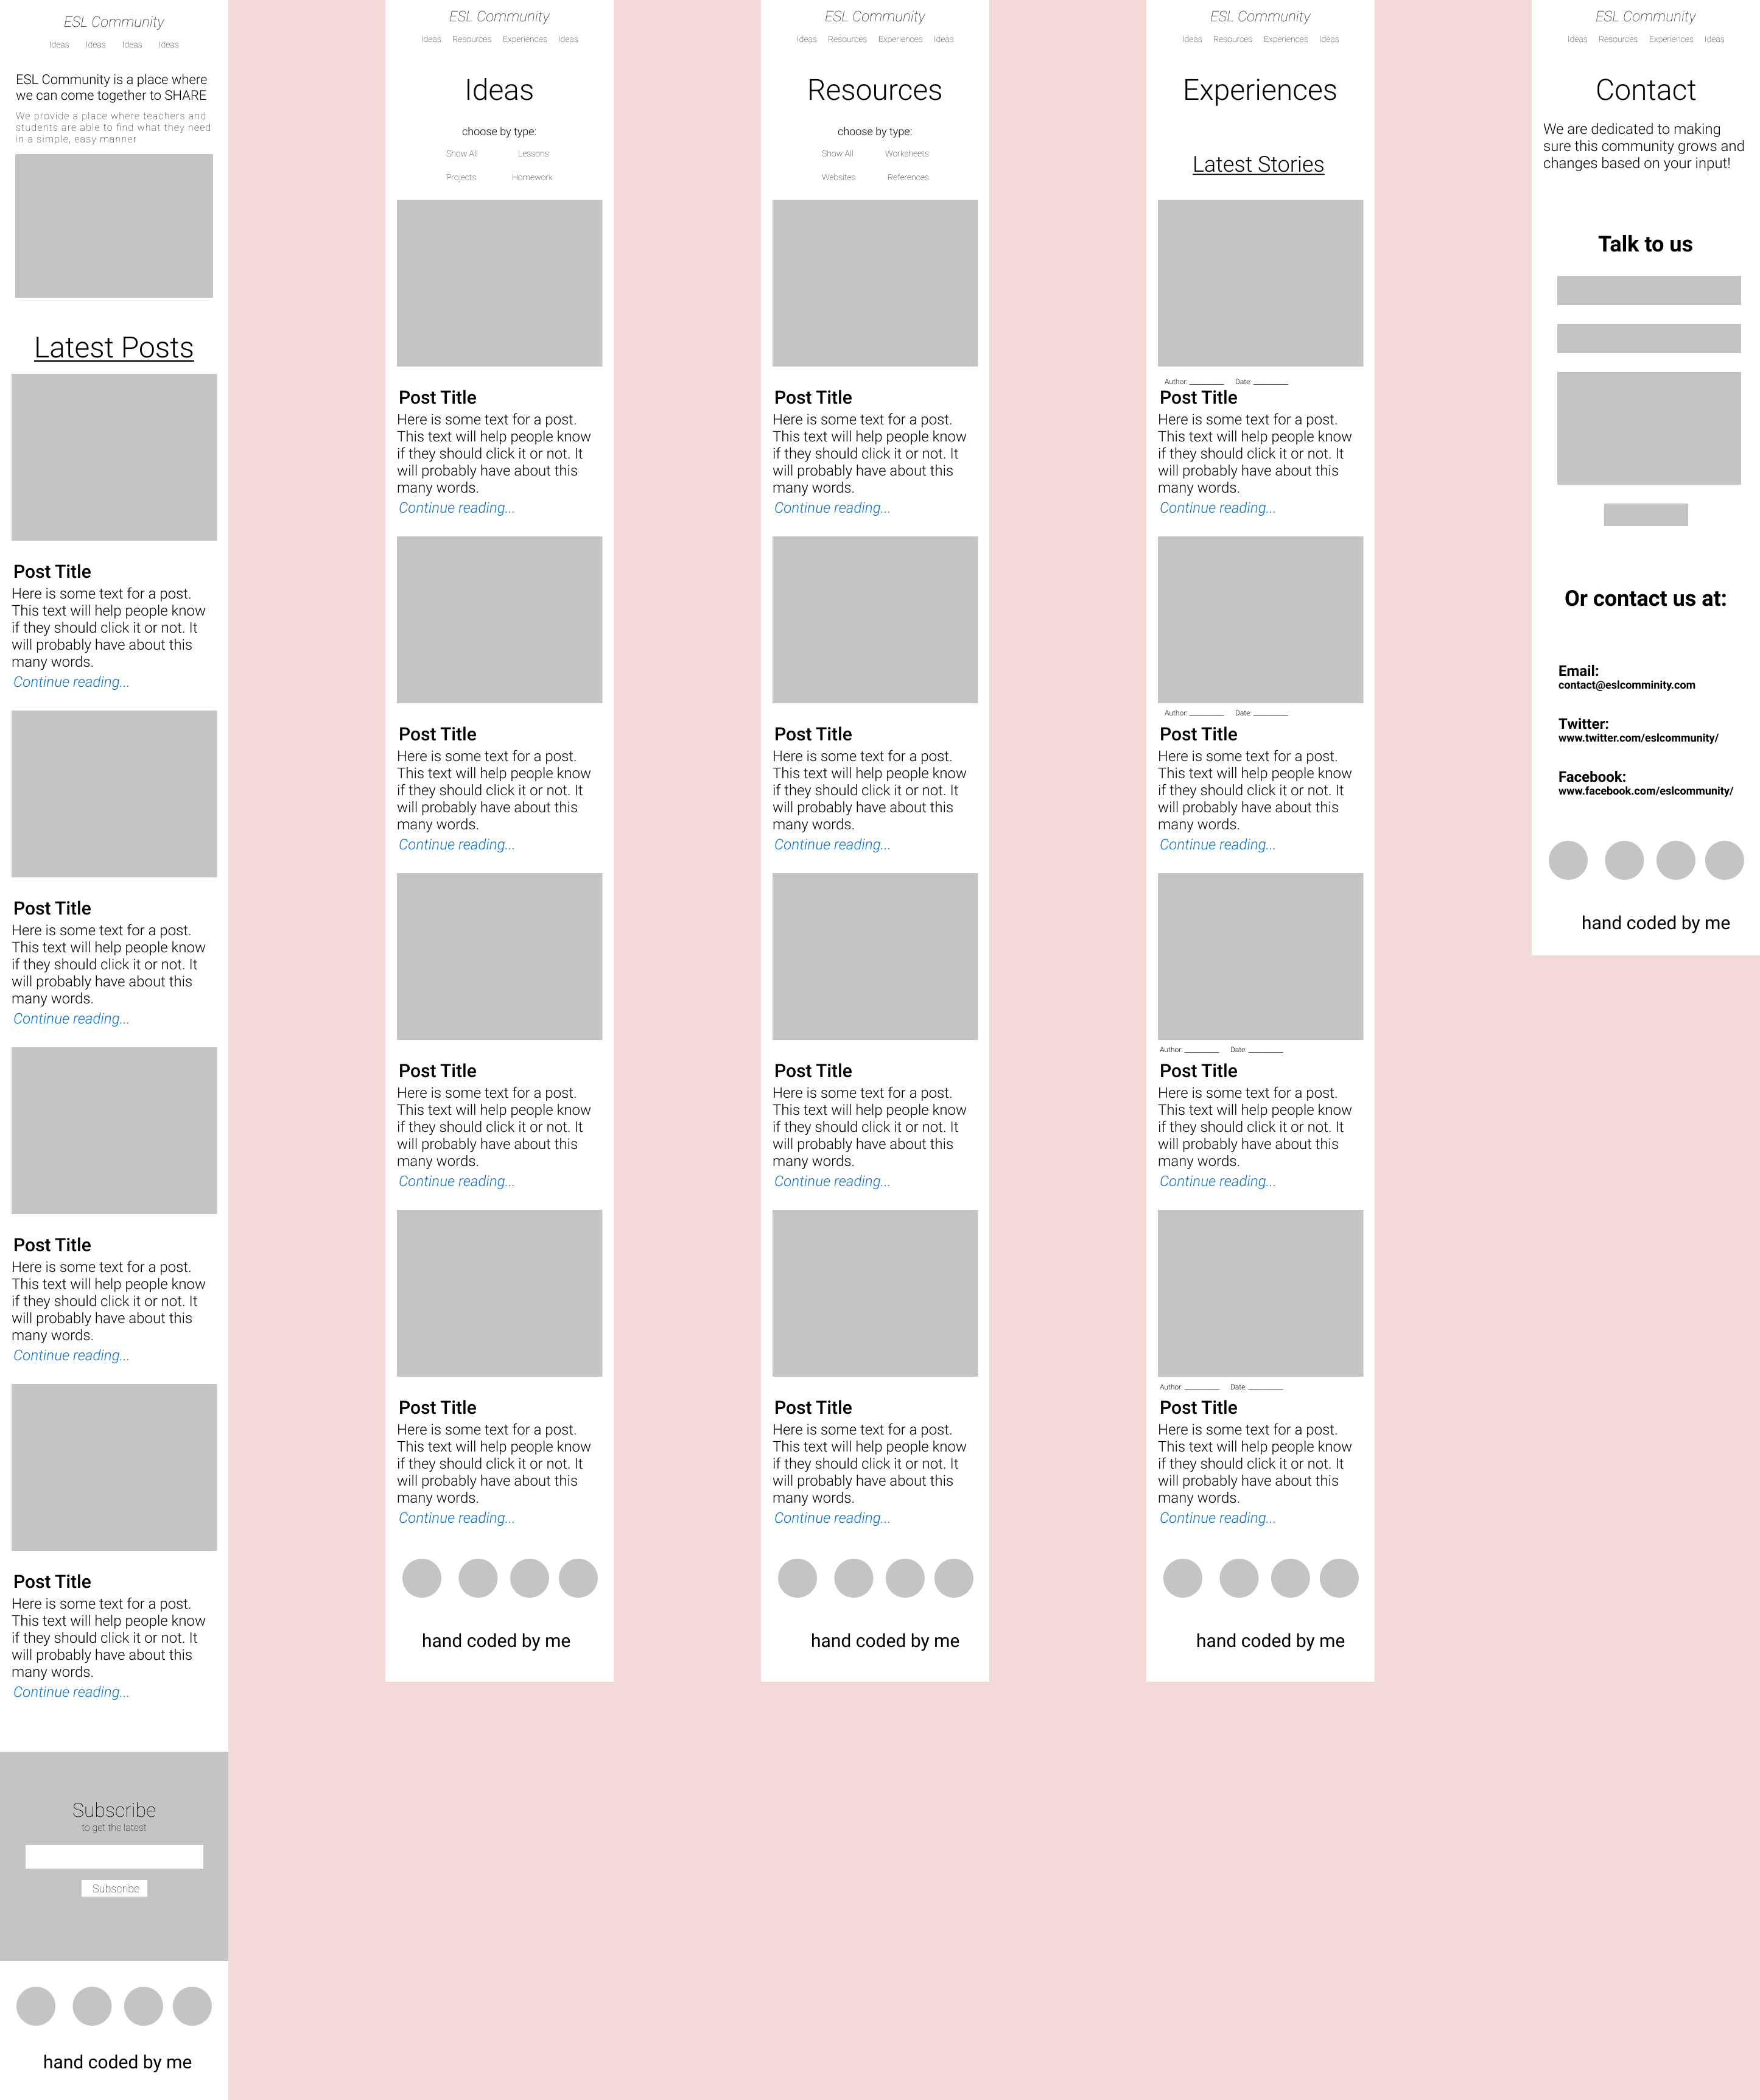 ESL Community
Ideas Ideas Ideas Ideas
ESL Community is a place where
we can come together to SHARE
We provide a place where teachers and
students are able to find what they need
in a simple, easy manner
Latest Posts
Post Title
Here is some text for a post.
This text will help people know
if they should click it or not. It
will probably have about this
many words.
Continue reading...
Post Title
Here is some text for a post.
This text will help people know
if they should click it or not. It
will probably have about this
many words.
Continue reading...
Post Title
Here is some text for a post.
This text will help people know
if they should click it or not. It
will probably have about this
many words.
Continue reading...
Post Title
Here is some text for a post.
This text will help people know
if they should click it or not. It
will probably have about this
many words.
Continue reading...
Subscribe
to get the latest
Subscribe
hand coded by me
ESL Community
Ideas Resources Experiences Ideas
Ideas
choose by type:
Show All Lessons
Projects Homework
Post Title
Here is some text for a post.
This text will help people know
if they should click it or not. It
will probably have about this
many words.
Continue reading...
Post Title
Here is some text for a post.
This text will help people know
if they should click it or not. It
will probably have about this
many words.
Continue reading...
Post Title
Here is some text for a post.
This text will help people know
if they should click it or not. It
will probably have about this
many words.
Continue reading...
Post Title
Here is some text for a post.
This text will help people know
if they should click it or not. It
will probably have about this
many words.
Continue reading...
hand coded by me
ESL Community
Ideas Resources Experiences Ideas
Resources
choose by type:
Show All Worksheets
Websites References
Post Title
Here is some text for a post.
This text will help people know
if they should click it or not. It
will probably have about this
many words.
Continue reading...
Post Title
Here is some text for a post.
This text will help people know
if they should click it or not. It
will probably have about this
many words.
Continue reading...
Post Title
Here is some text for a post.
This text will help people know
if they should click it or not. It
will probably have about this
many words.
Continue reading...
Post Title
Here is some text for a post.
This text will help people know
if they should click it or not. It
will probably have about this
many words.
Continue reading...
hand coded by me
ESL Community
Ideas Resources Experiences Ideas
Experiences
Latest Stories
Author: __________ Date: __________
Post Title
Here is some text for a post.
This text will help people know
if they should click it or not. It
will probably have about this
many words.
Continue reading...
Author: __________ Date: __________
Post Title
Here is some text for a post.
This text will help people know
if they should click it or not. It
will probably have about this
many words.
Continue reading...
Author: __________ Date: __________
Post Title
Here is some text for a post.
This text will help people know
if they should click it or not. It
will probably have about this
many words.
Continue reading...
Author: __________ Date: __________
Post Title
Here is some text for a post.
This text will help people know
if they should click it or not. It
will probably have about this
many words.
Continue reading...
hand coded by me
ESL Community
Ideas Resources Experiences Ideas
Contact
We are dedicated to making
sure this community grows and
changes based on your input!
Talk to us
Or contact us at:
Email:
contact@eslcomminity.com
Twitter:
www.twitter.com/eslcommunity/
Facebook:
www.facebook.com/eslcommunity/
hand coded by me